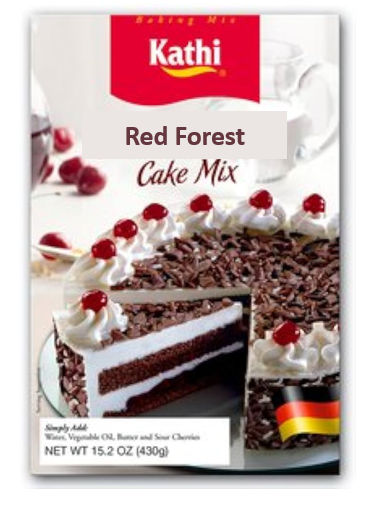 Baking Mix
Kathi
®
Red Forest
Cake Mix
Simply Add:
Water, Vegetable Oil, Butter and Sour Cherries
NET WT 15.2 OZ (430g)